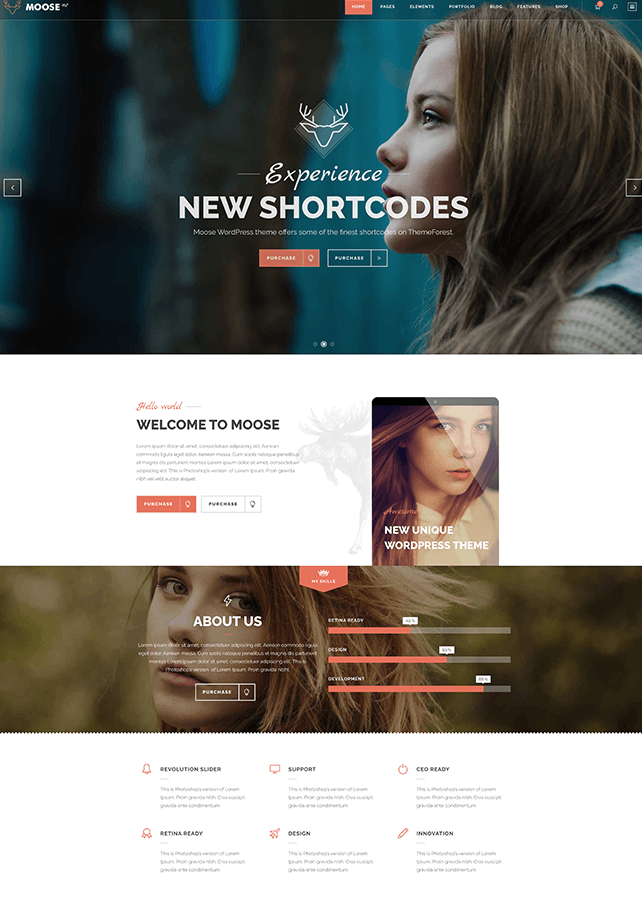 MOOSE
HOME PAGES ELEMENTS PORTFOLIO BLOG FEATURES SHOP
Experience
NEW SHORTCODES
Moose WordPress theme offers some of the finest shortcodes on ThemeForest.
PURCHASE PURCHASE
Hello world
WELCOME TO MOOSE
Lorem ipsum dolor sit amet, consectetuer adipiscing elit. Aenean
commodo ligula eget dolor. Aenean massa. Cum sociis natoque penatibus
et magnis dis parturient montes Lorem ipsum dolor sit amet, consectetuer
adipiscing elit. This is Photoshop's version of Lorem Ipsum. Proin gravida
nibh vel velit auctor aliquet.
PURCHASE PURCHASE
Awesome
NEW UNIQUE
WORDPRESS THEME
MY SKILLS
ABOUT US
Lorem ipsum dolor sit amet, consectetuer adipiscing elit. Aenean commodo ligula
eget dolor. Aenean massa. Cum sociis natoque penatibus et magnis dis parturient
montes Lorem ipsum dolor sit amet, consectetuer adipiscing elit. This is
Photoshop's version of Lorem Ipsum. Proin gravida nibh
PURCHASE
RETINA READY
DESIGN
DEVELOPMENT
REVOLUTION SLIDER
This is Photoshop's version of Lorem
Ipsum. Proin gravida nibh. Cras suscipit
gravida ante condimentum
SUPPORT
This is Photoshop's version of Lorem
Ipsum. Proin gravida nibh. Cras suscipit
gravida ante condimentum
CEO READY
This is Photoshop's version of Lorem
Ipsum. Proin gravida nibh. Cras suscipit
gravida ante condimentum
RETINA READY
This is Photoshop's version of Lorem
Ipsum. Proin gravida nibh. Cras suscipit
gravida ante condimentum
DESIGN
This is Photoshop's version of Lorem
Ipsum. Proin gravida nibh. Cras suscipit
gravida ante condimentum
INNOVATION
This is Photoshop's version of Lorem
Ipsum. Proin gravida nibh. Cras suscipit
gravida ante condimentum